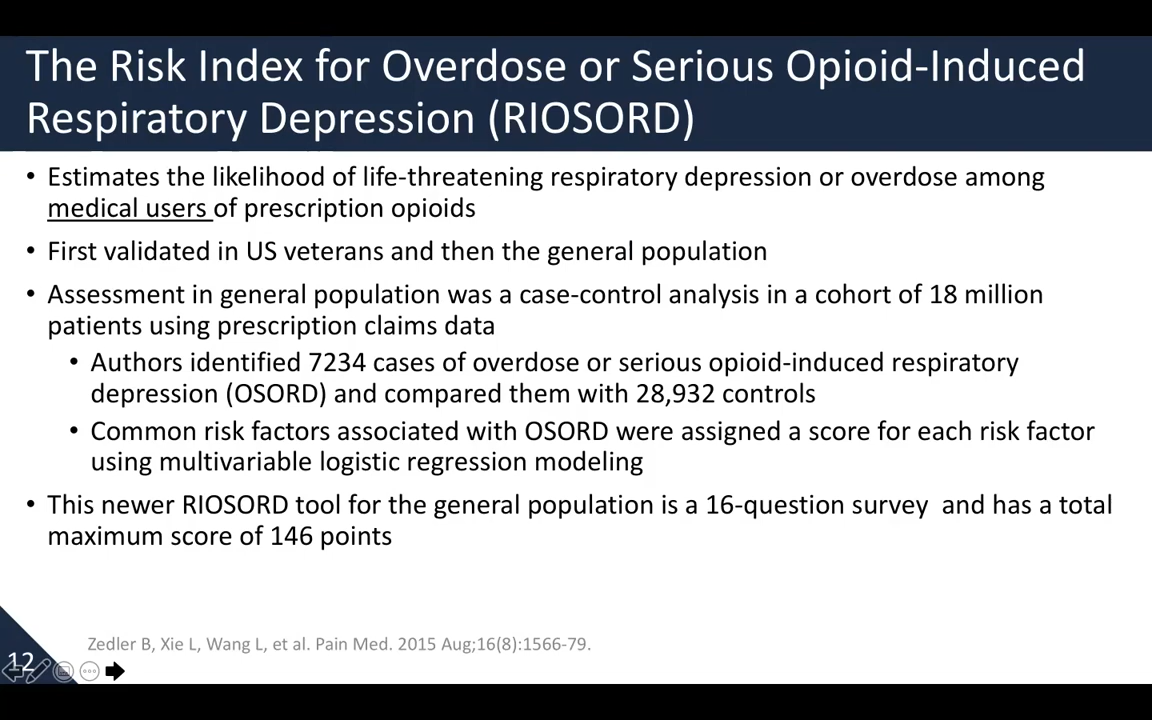 The Risk Index for Overdose or Serious Opioid-Induced
Respiratory Depression (RIOSORD)
• Estimates the likelihood of life-threatening respiratory depression or overdose among
medical users of prescription opioids
• First validated in US veterans and then the general population
• Assessment in general population was a case-control analysis in a cohort of 18 million
patients using prescription claims data
• Authors identified 7234 cases of overdose or serious opioid-induced respiratory
depression (OSORD) and compared them with 28,932 controls
• Common risk factors associated with OSORD were assigned a score for each risk factor
using multivariable logistic regression modeling
• This newer RIOSORD tool for the general population is a 16-question survey and has a total
maximum score of 146 points
Zedler B, Xie L, Wang L, et al. Pain Med. 2015 Aug;16(8):1566-79.
12